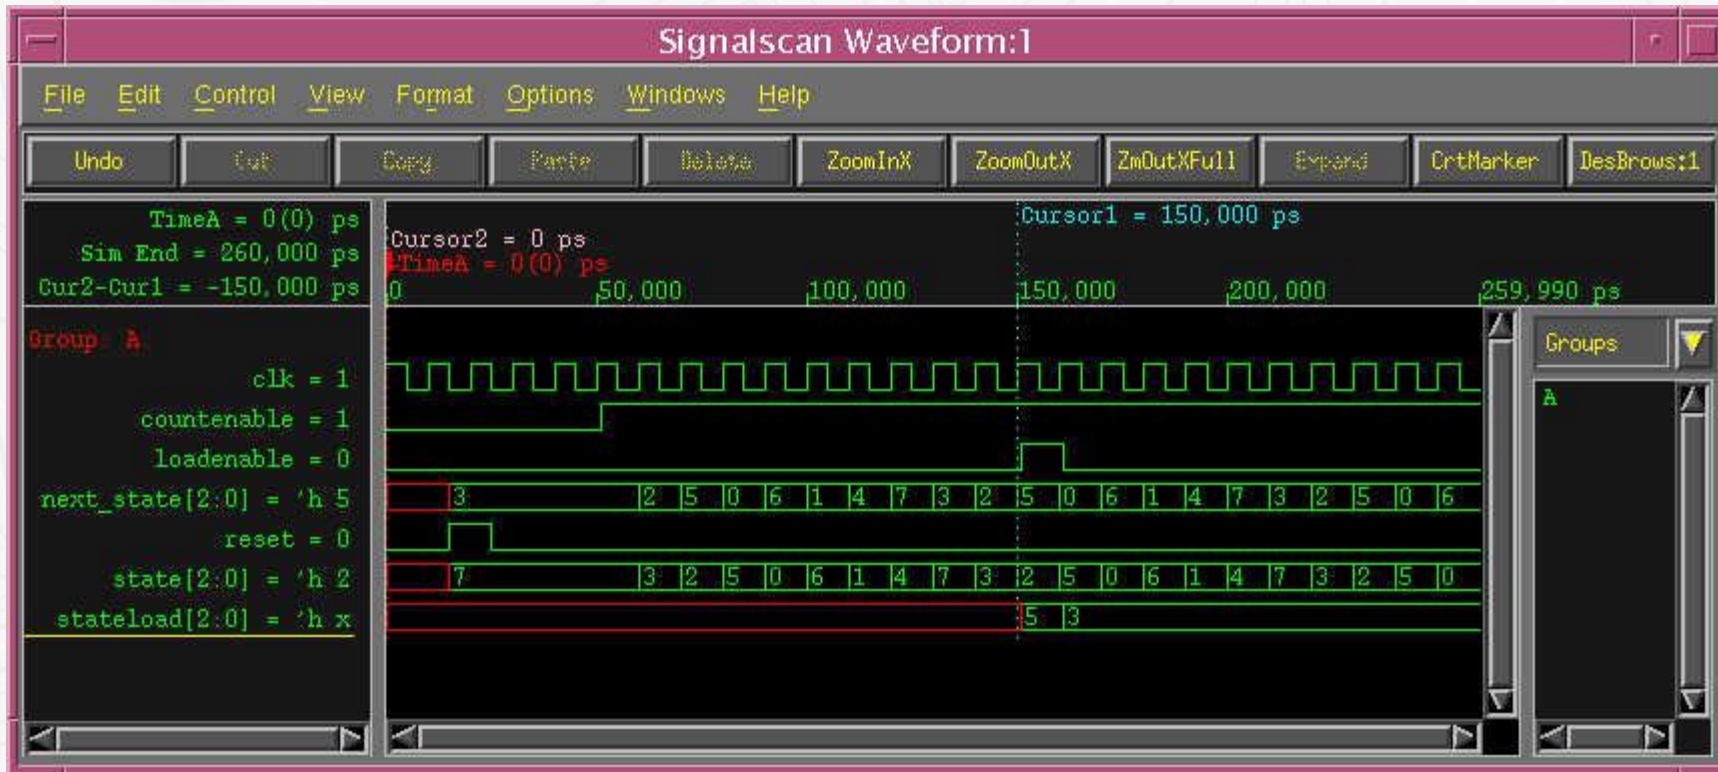 Signalscan Waveform:1
File Edit Control View Format Options Windows Help
Undo Cut Copy Paste Delete ZoomInX ZoomOutX ZmOutXFull Expand CrtMarker DesBrows:1
TimeA = 0(0) ps
Sim End = 260,000 ps
Cur2-Cur1 = -150,000 ps
Cursor1 = 150,000 ps
Cursor2 = 0 ps
TimeA = 0(0) ps
0 50,000 100,000 150,000 200,000 259,990 ps
Group: A
Groups
A
clk = 1
countenable = 1
loadenable = 0
next_state[2:0] = 'h 5 3 2 5 0 6 1 4 7 3 2 5 0 6 1 4 7 3 2 5 0 6
reset = 0
state[2:0] = 'h 2 7 3 2 5 0 6 1 4 7 3 2 5 0 6 1 4 7 3 2 5 0
stateload[2:0] = 'h x 5 3